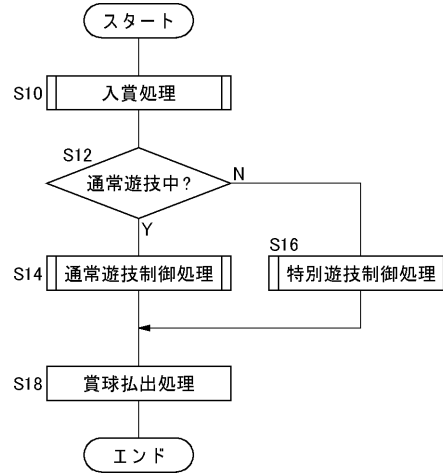 スタート
S10
入賞処理
S12
通常遊技中?
N
Y
S14
通常遊技制御処理
S16
特別遊技制御処理
S18
賞球払出処理
エンド